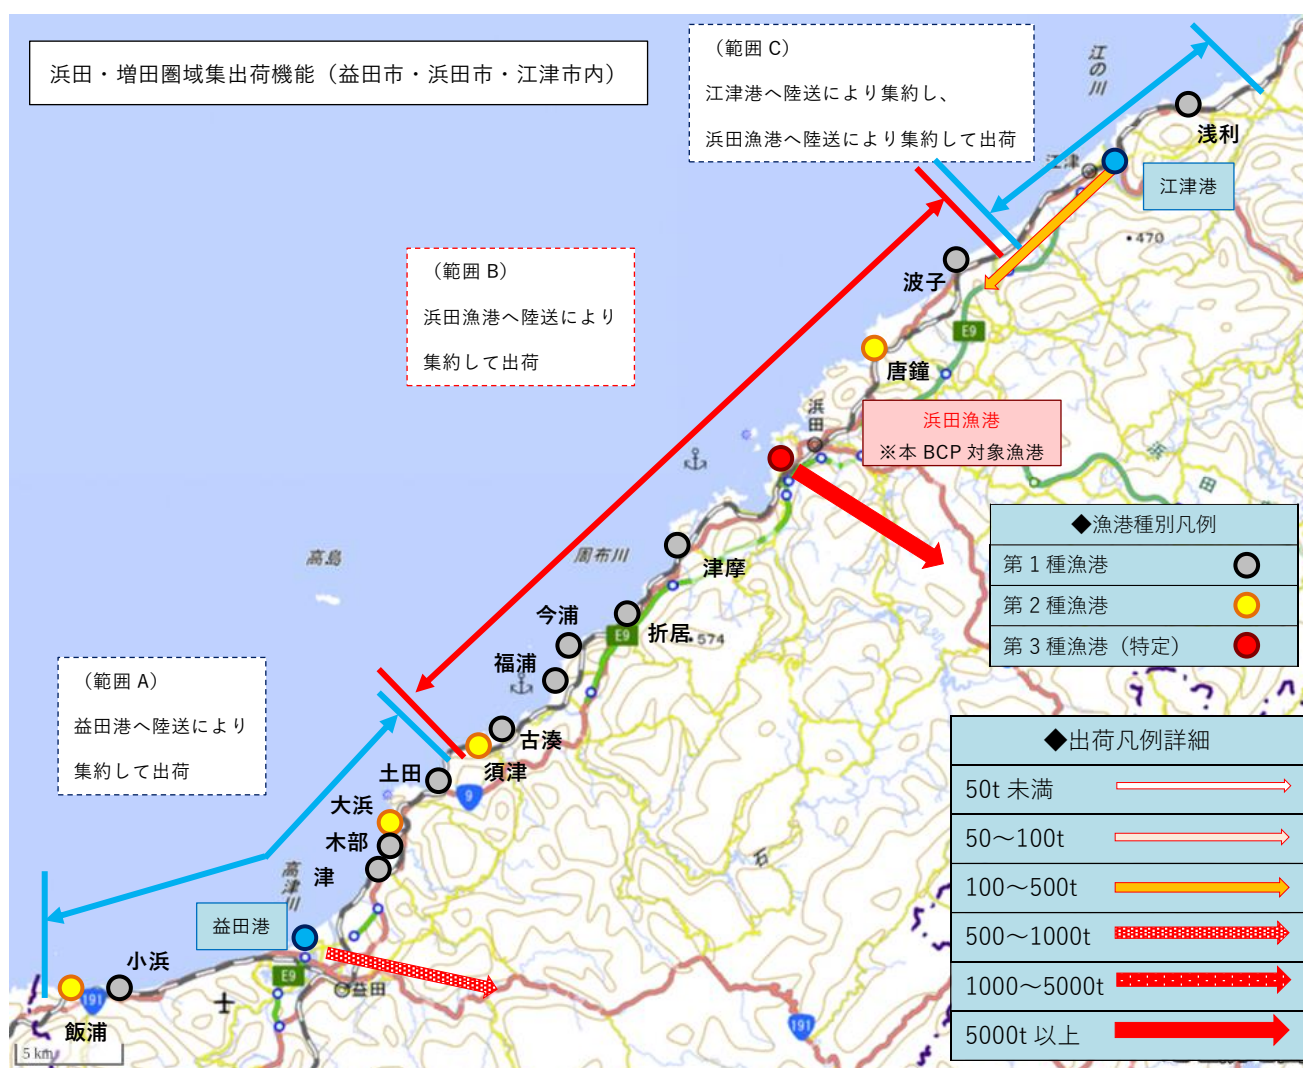 浜田・増田圏域集出荷機能（益田市・浜田市・江津市内）
（範囲 C）
江津港へ陸送により集約し、
浜田漁港へ陸送により集約して出荷
江の川
浅利
江津
江津港
・470
（範囲 B）
浜田漁港へ陸送により
集約して出荷
波子
E9
唐鐘
浜田
浜田漁港
※本 BCP 対象漁港
浜
田
◆漁港種別凡例
第 1 種漁港
第 2 種漁港
第 3 種漁港（特定）
高島
周布川
津摩
今浦
折居
E9
・574
福浦
（範囲 A）
益田港へ陸送により
集約して出荷
古湊
須津
土田
9
大浜
木部
津
石
高津川
益田港
小浜
E9
益田
飯浦
191
191
5 km
◆出荷凡例詳細
50t 未満
50～100t
100～500t
500～1000t
1000～5000t
5000t 以上